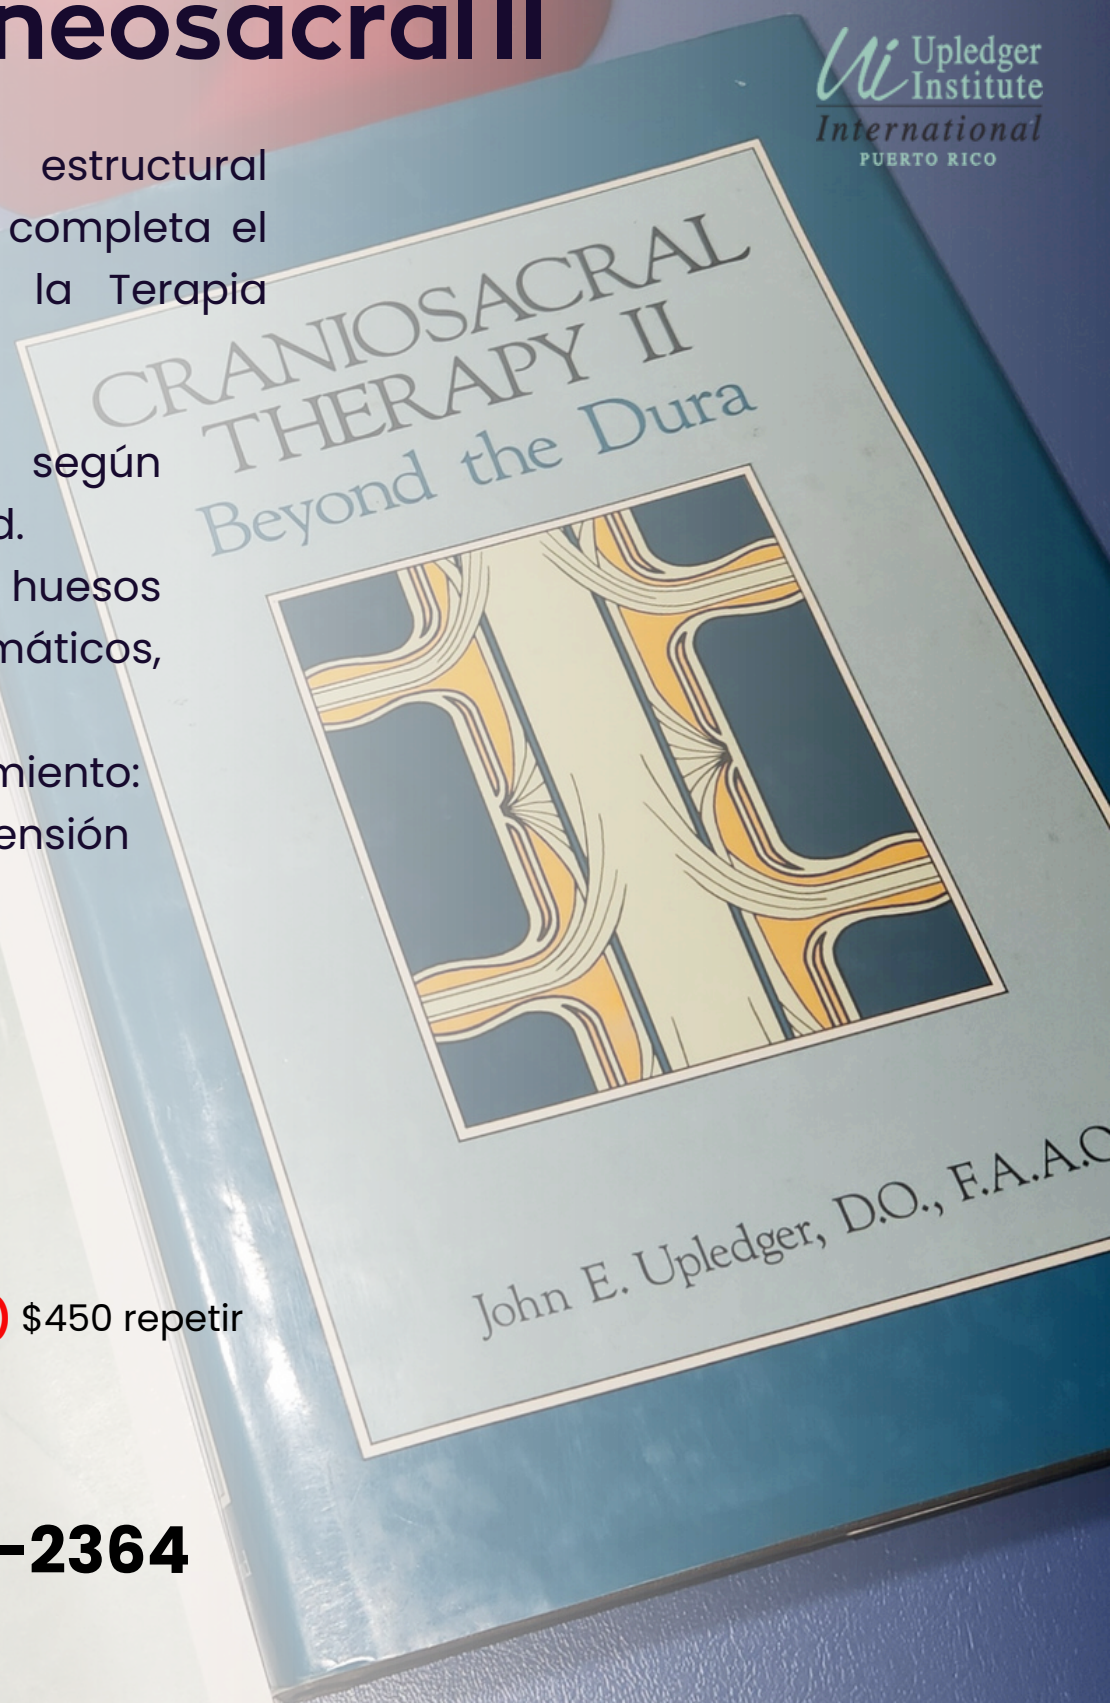 neosacral II
Upledger
Institute
International
PUERTO RICO
estructural
completa el
la Terapia
CRANIOSACRAL
THERAPY II
Beyond the Dura
según
d.
huesos
máticos,
miento:
ensión
John E. Upledger, D.O., F.A.A.O
) $450 repetir
-2364